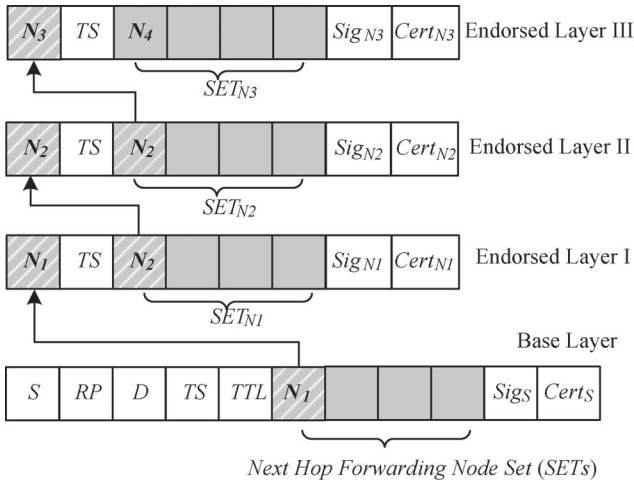 N3 TS N4 SigN3 CertN3 Endorsed Layer III
SETN3
N2 TS N2 SigN2 CertN2 Endorsed Layer II
SETN2
N1 TS N2 SigN1 CertN1 Endorsed Layer I
SETN1
Base Layer
S RP D TS TTL N1 SigS CertS
Next Hop Forwarding Node Set (SETs)